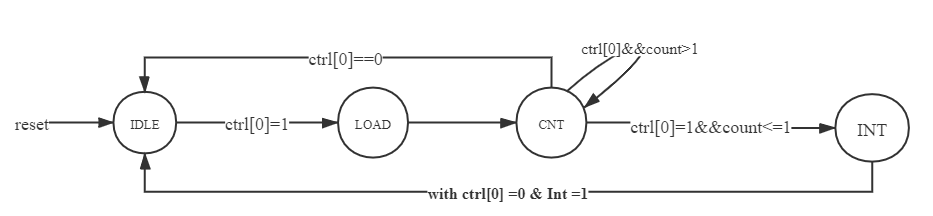 ctrl[0]&&count>1
ctrl[0]==0
reset
IDLE
ctrl[0]=1
LOAD
CNT
ctrl[0]=1&&count<=1
INT
with ctrl[0] =0 & Int =1